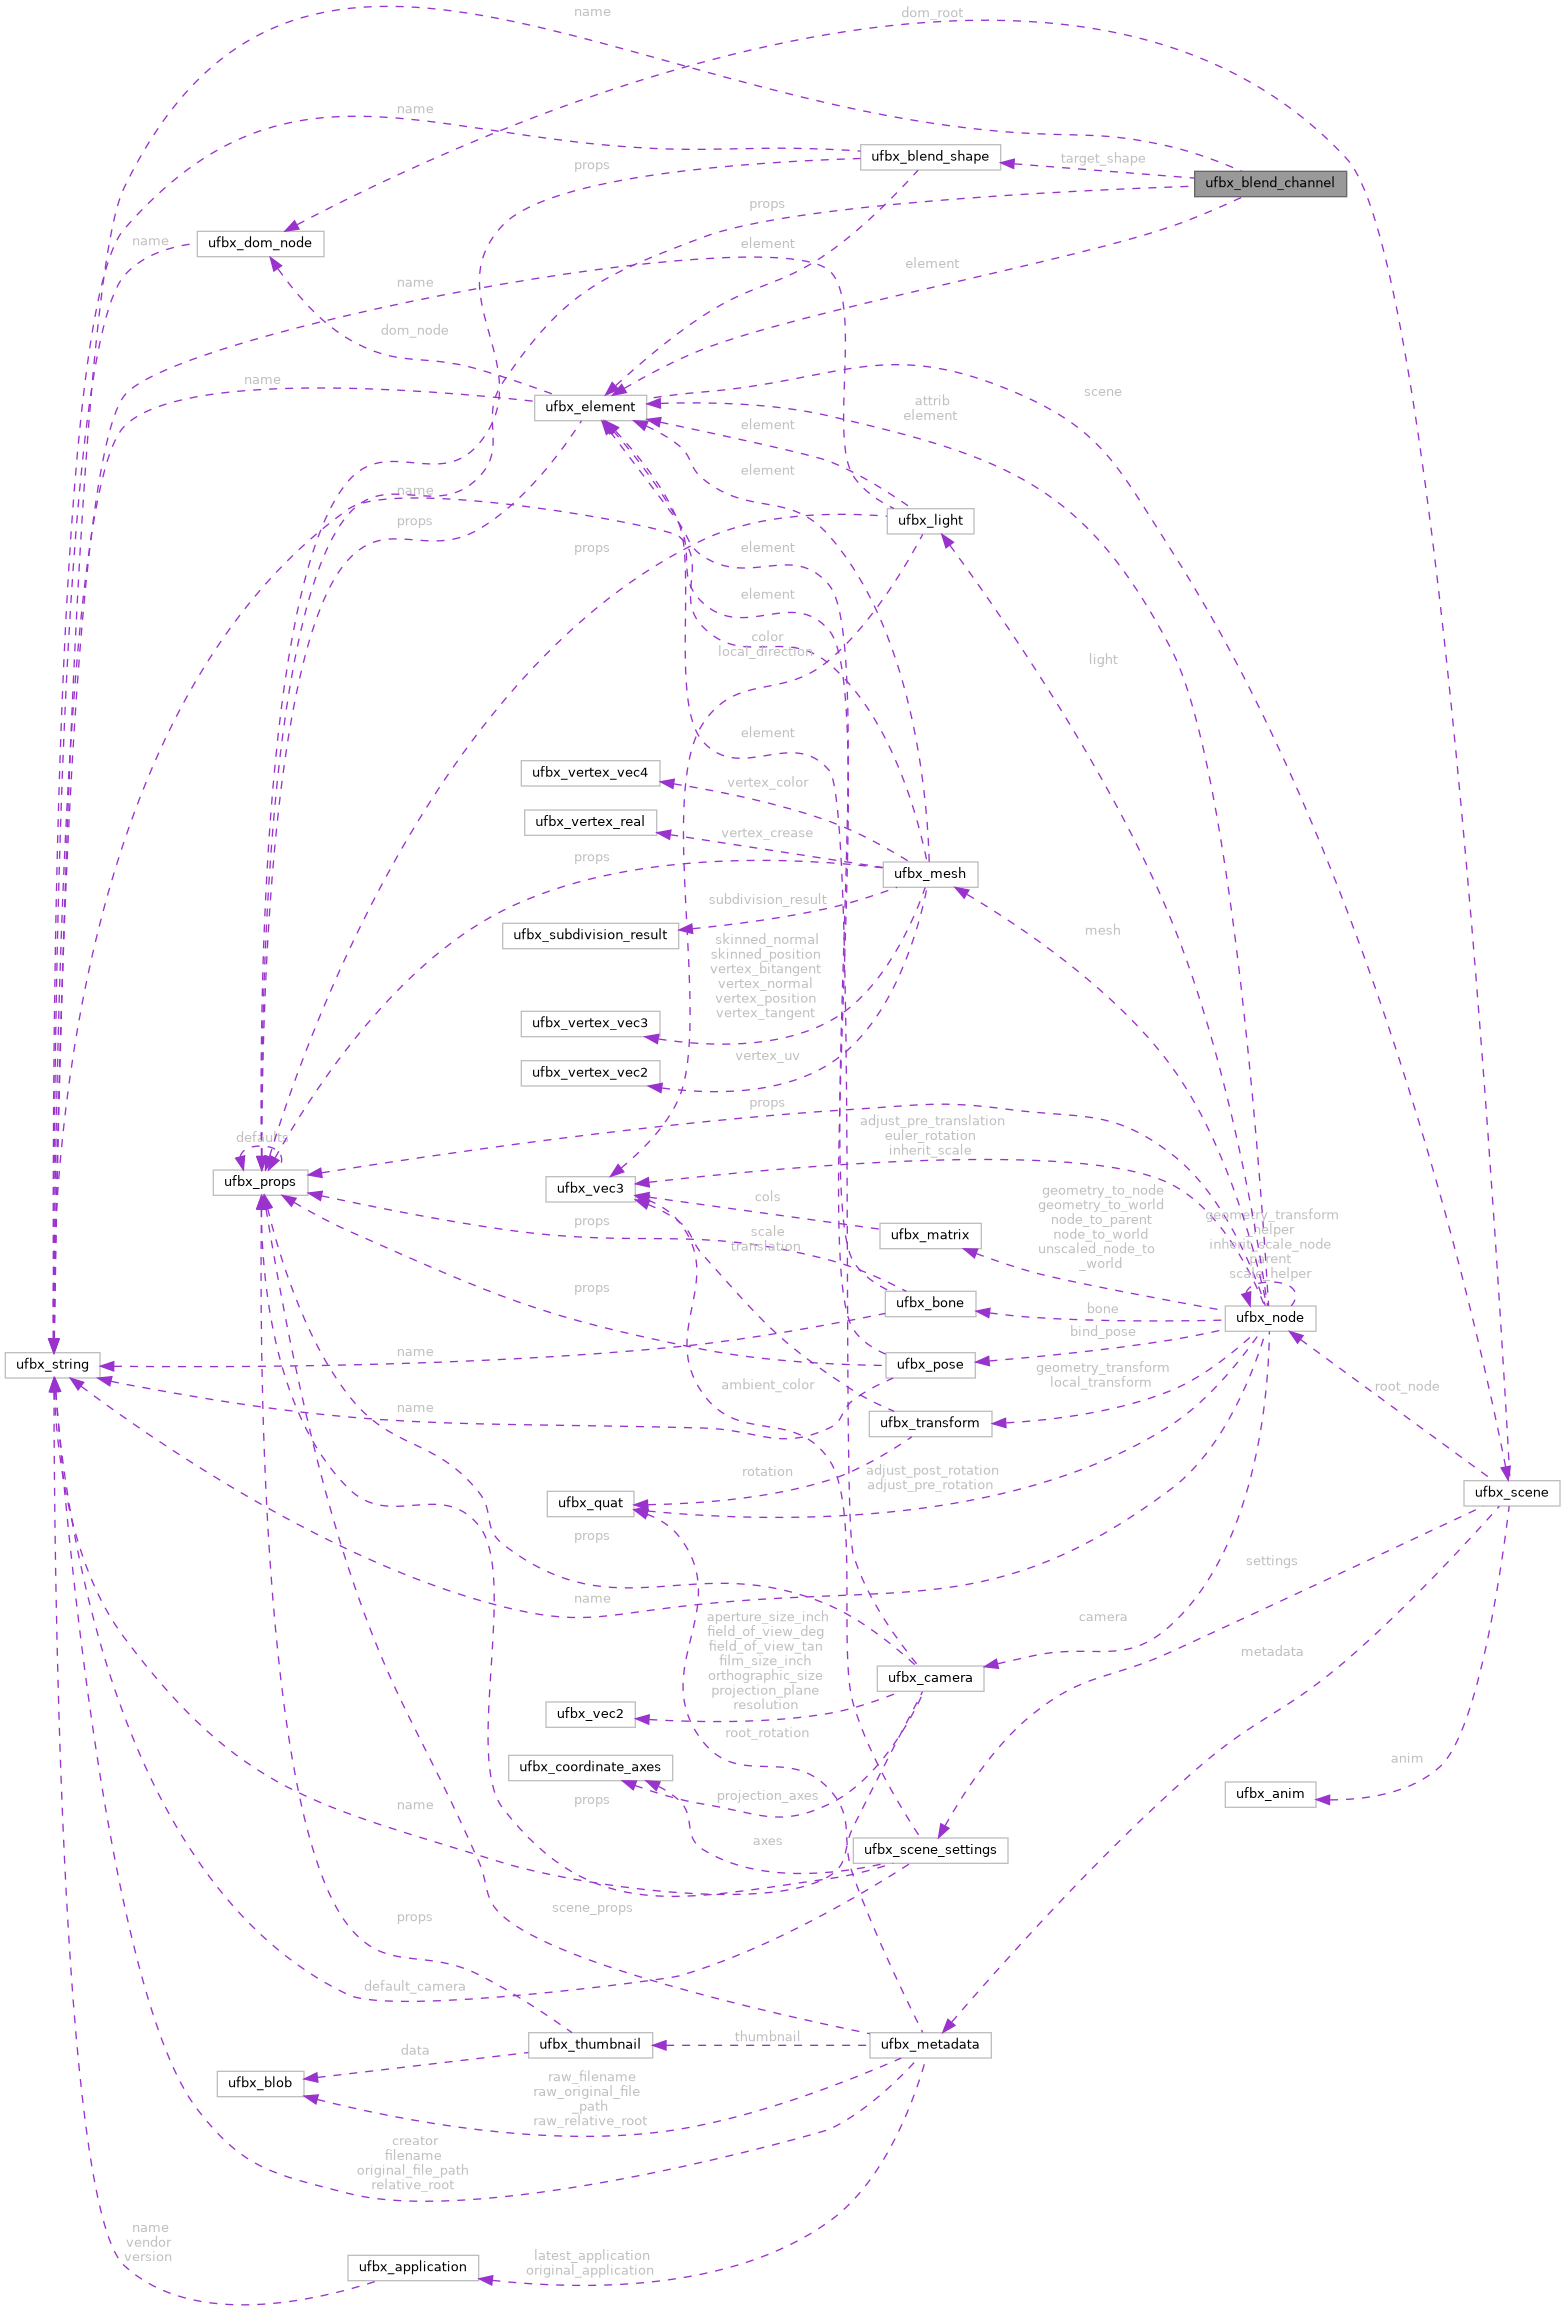 name
dom_root
name
ufbx_blend_shape
target_shape
props
ufbx_blend_channel
props
name
ufbx_dom_node
element
element
name
dom_node
name
scene
attrib
element
ufbx_element
element
element
name
props
ufbx_light
props
element
element
color
local_direction
light
element
ufbx_vertex_vec4
vertex_color
ufbx_vertex_real
vertex_crease
props
ufbx_mesh
subdivision_result
ufbx_subdivision_result
mesh
skinned_normal
skinned_position
vertex_bitangent
vertex_normal
vertex_position
vertex_tangent
ufbx_vertex_vec3
vertex_uv
ufbx_vertex_vec2
props
adjust_pre_translation
euler_rotation
inherit_scale
defaults
ufbx_props
ufbx_vec3
cols
geometry_to_node
geometry_to_world
node_to_parent
node_to_world
unscaled_node_to
_world
geometry_transform
_helper
inherit_scale_node
parent
scale_helper
props
scale
translation
ufbx_matrix
props
ufbx_bone
bone
ufbx_node
bind_pose
name
ufbx_string
ufbx_pose
geometry_transform
local_transform
ambient_color
root_node
name
ufbx_transform
rotation
adjust_post_rotation
adjust_pre_rotation
ufbx_scene
ufbx_quat
props
settings
name
aperture_size_inch
field_of_view_deg
field_of_view_tan
film_size_inch
orthographic_size
projection_plane
resolution
camera
metadata
ufbx_camera
ufbx_vec2
root_rotation
anim
ufbx_coordinate_axes
projection_axes
ufbx_anim
props
name
axes
ufbx_scene_settings
scene_props
props
default_camera
thumbnail
ufbx_thumbnail
ufbx_metadata
data
ufbx_blob
raw_filename
raw_original_file
_path
raw_relative_root
creator
filename
original_file_path
relative_root
name
vendor
version
latest_application
original_application
ufbx_application